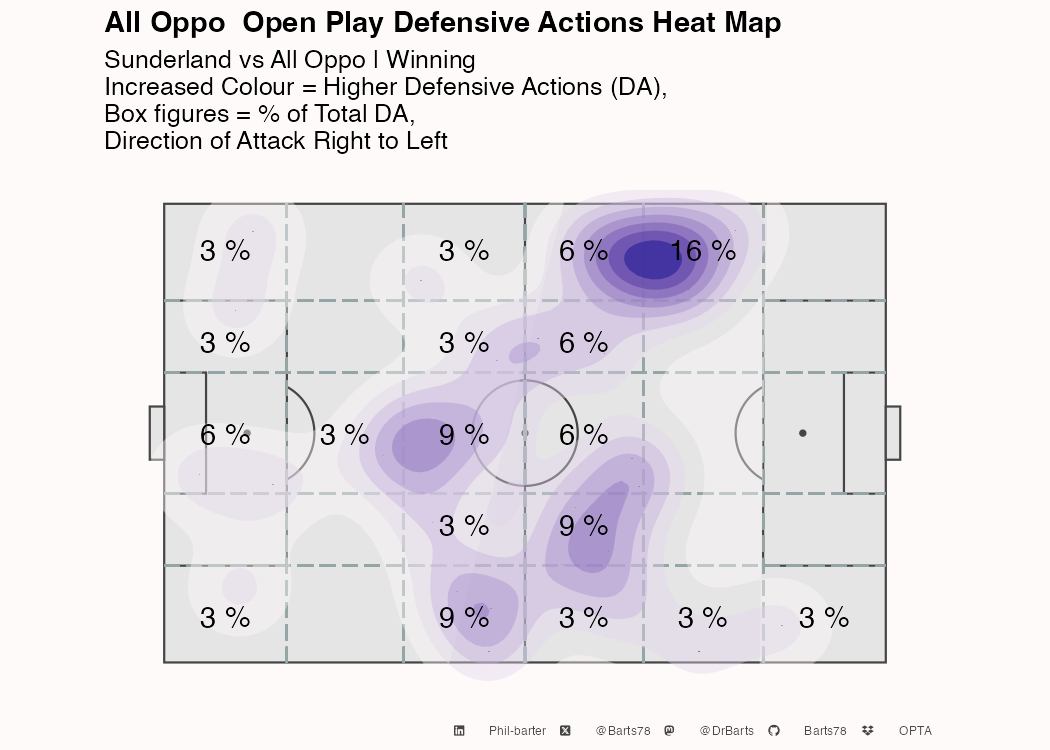 All Oppo  Open Play Defensive Actions Heat Map
Sunderland vs All Oppo | Winning
Increased Colour = Higher Defensive Actions (DA),
Box figures = % of Total DA,
Direction of Attack Right to Left
3 % 3 % 6 % 16 %
3 % 3 % 6 %
6 % 3 % 9 % 6 %
3 % 9 %
3 % 9 % 3 % 3 % 3 %
Phil-barter @Barts78 @DrBarts Barts78 OPTA